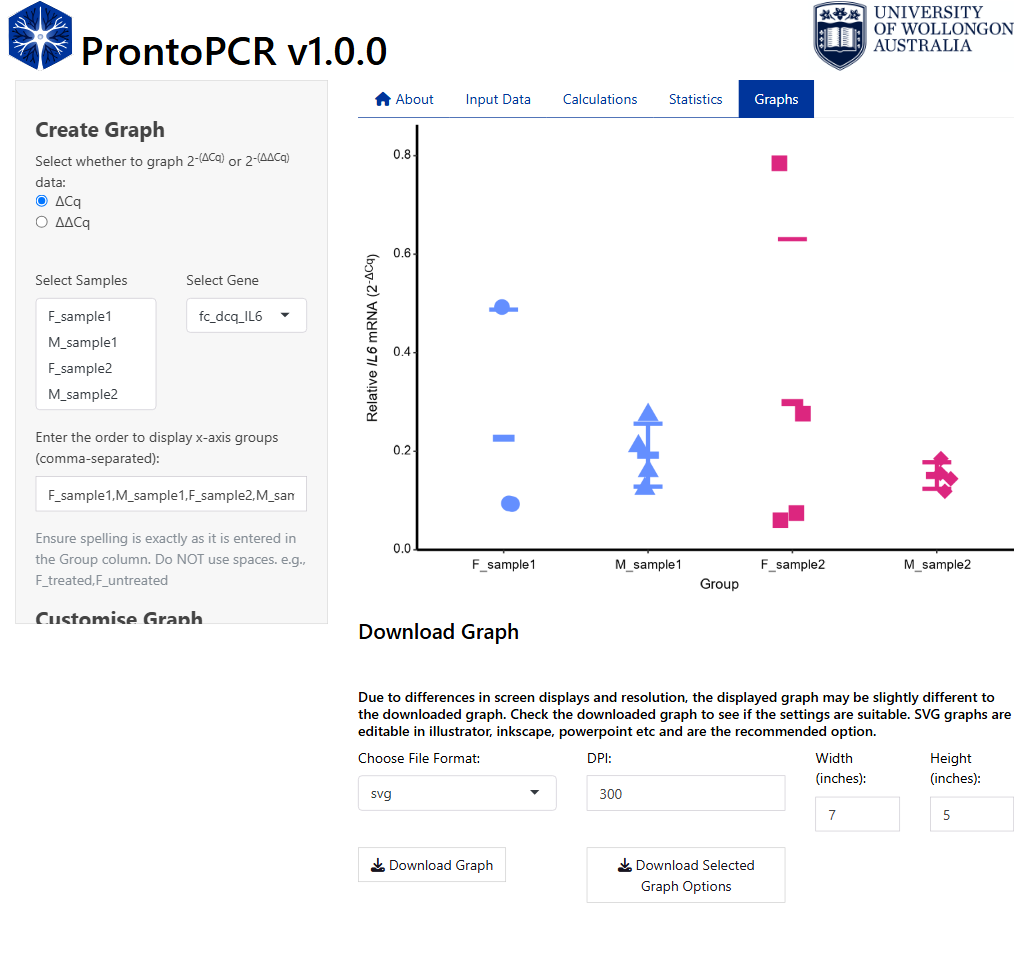 ProntoPCR v1.0.0
UNIVERSITY
OF WOLLONGONG
AUSTRALIA
About
Input Data
Calculations
Statistics
Graphs
Create Graph
Select whether to graph 2-(ΔCq) or 2-(ΔΔCq)
data:
ΔCq
ΔΔCq
Select Samples
Select Gene
F_sample1
M_sample1
F_sample2
M_sample2
fc_dcq_IL6
Enter the order to display x-axis groups
(comma-separated):
F_sample1,M_sample1,F_sample2,M_sam
Ensure spelling is exactly as it is entered in
the Group column. Do NOT use spaces. e.g.,
F_treated,F_untreated
Customise Graph
Relative IL6 mRNA (2-ΔCq)
0.8
0.6
0.4
0.2
0.0
F_sample1
M_sample1
F_sample2
M_sample2
Group
Download Graph
Due to differences in screen displays and resolution, the displayed graph may be slightly different to
the downloaded graph. Check the downloaded graph to see if the settings are suitable. SVG graphs are
editable in illustrator, inkscape, powerpoint etc and are the recommended option.
Choose File Format:
svg
DPI:
300
Width
(inches):
7
Height
(inches):
5
Download Graph
Download Selected
Graph Options